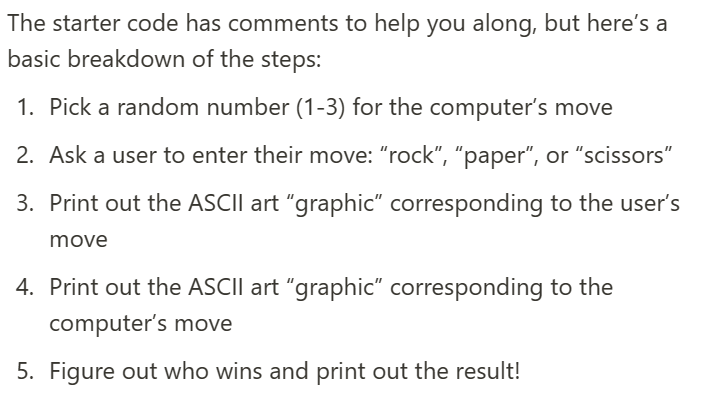 The starter code has comments to help you along, but here’s a
basic breakdown of the steps:
1. Pick a random number (1-3) for the computer’s move
2. Ask a user to enter their move: “rock”, “paper”, or “scissors”
3. Print out the ASCII art “graphic” corresponding to the user’s
move
4. Print out the ASCII art “graphic” corresponding to the
computer’s move
5. Figure out who wins and print out the result!